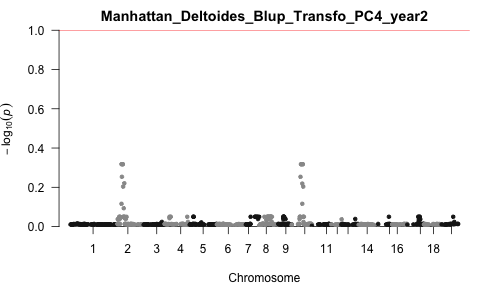 Manhattan_Deltoides_Blup_Transfo_PC4_year2
− log10(p)
1.0
0.8
0.6
0.4
0.2
0.0
1 2 3 4 5 6 7 8 9 11 14 16 18
Chromosome